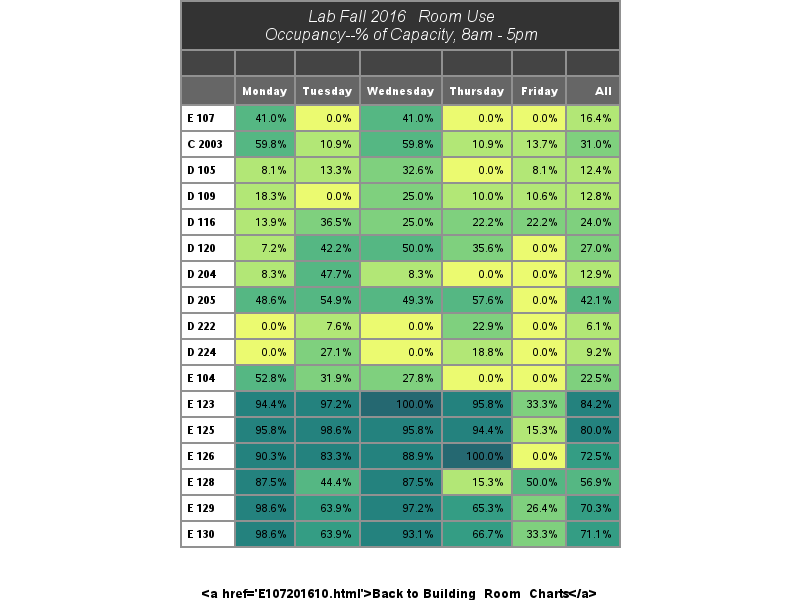 Lab Fall 2016 Room Use
Occupancy--% of Capacity, 8am - 5pm
Monday Tuesday Wednesday Thursday Friday All
E 107 41.0% 0.0% 41.0% 0.0% 0.0% 16.4%
C 2003 59.8% 10.9% 59.8% 10.9% 13.7% 31.0%
D 105 8.1% 13.3% 32.6% 0.0% 8.1% 12.4%
D 109 18.3% 0.0% 25.0% 10.0% 10.6% 12.8%
D 116 13.9% 36.5% 25.0% 22.2% 22.2% 24.0%
D 120 7.2% 42.2% 50.0% 35.6% 0.0% 27.0%
D 204 8.3% 47.7% 8.3% 0.0% 0.0% 12.9%
D 205 48.6% 54.9% 49.3% 57.6% 0.0% 42.1%
D 222 0.0% 7.6% 0.0% 22.9% 0.0% 6.1%
D 224 0.0% 27.1% 0.0% 18.8% 0.0% 9.2%
E 104 52.8% 31.9% 27.8% 0.0% 0.0% 22.5%
E 123 94.4% 97.2% 100.0% 95.8% 33.3% 84.2%
E 125 95.8% 98.6% 95.8% 94.4% 15.3% 80.0%
E 126 90.3% 83.3% 88.9% 100.0% 0.0% 72.5%
E 128 87.5% 44.4% 87.5% 15.3% 50.0% 56.9%
E 129 98.6% 63.9% 97.2% 65.3% 26.4% 70.3%
E 130 98.6% 63.9% 93.1% 66.7% 33.3% 71.1%
<a href='E107201610.html'>Back to Building_Room_Charts</a>